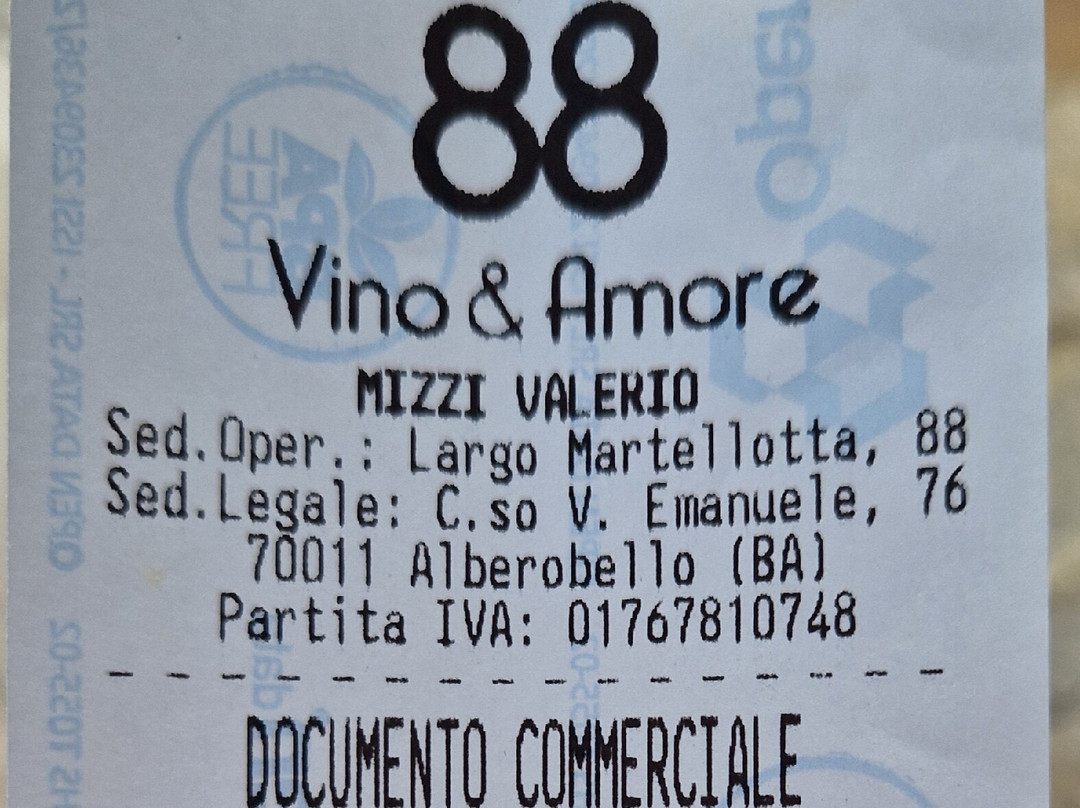 88
Vino & Amore
MIZZI VALERIO
Sed.Oper.: Largo Martellotta, 88
Sed.Legale: C.so V. Emanuele, 76
70011 Alberobello (BA)
Partita IVA: 01767810748
DOCUMENTO COMMERCIALE